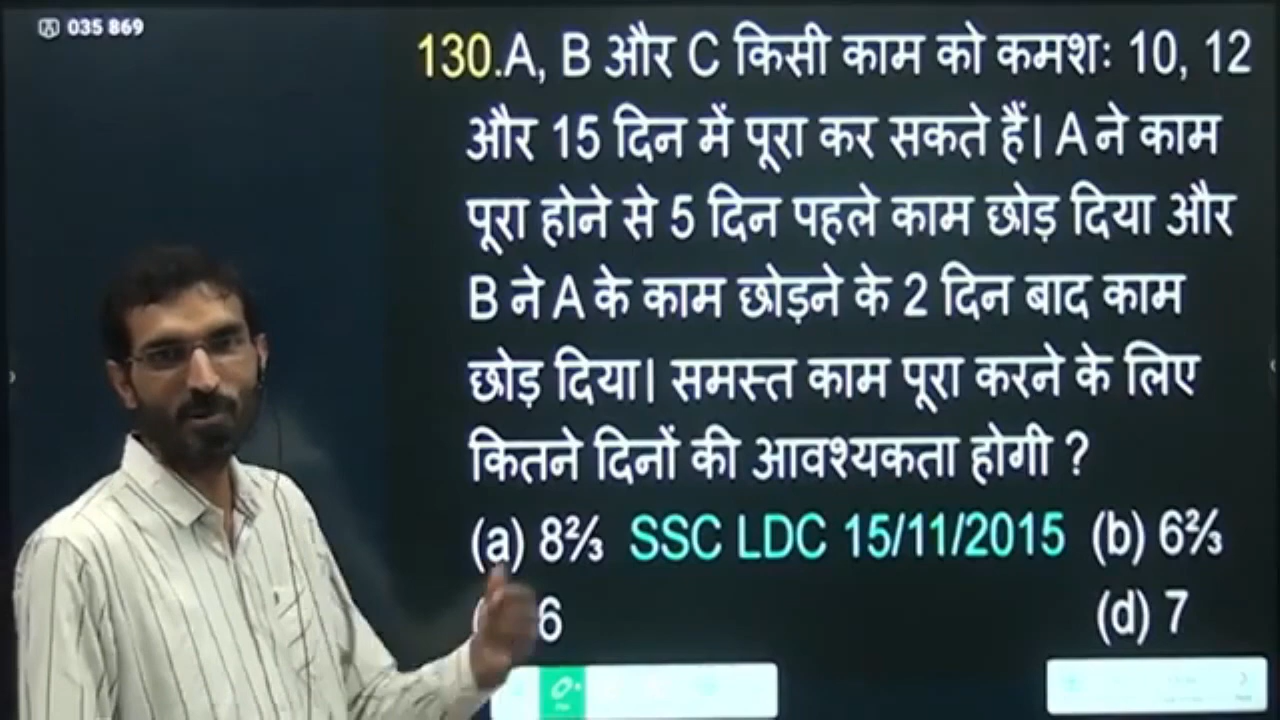 035 869
130.A, B और C किसी काम को कमशः 10, 12
और 15 दिन में पूरा कर सकते हैं। A ने काम
पूरा होने से 5 दिन पहले काम छोड़ दिया और
B ने A के काम छोड़ने के 2 दिन बाद काम
छोड़ दिया। समस्त काम पूरा करने के लिए
कितने दिनों की आवश्यकता होगी ?
(a) 8⅔ SSC LDC 15/11/2015 (b) 6⅔
6 (d) 7